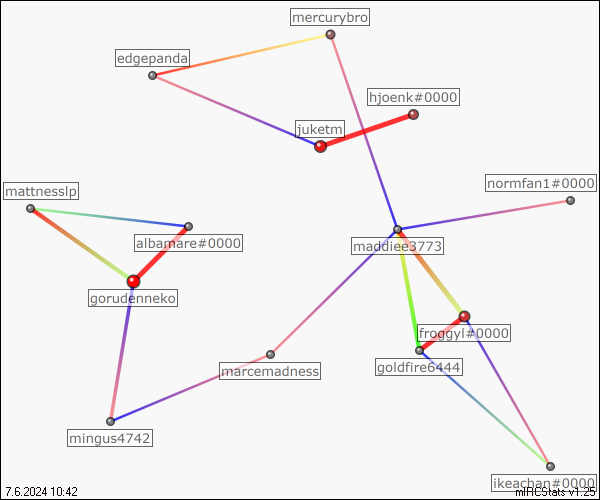 mercurybro
edgepanda
hjoenk#0000
juketm
normfan1#0000
mattnesslp
albamare#0000
maddiee3773
gorudenneko
froggyl#0000
goldfire6444
marcemadness
mingus4742
ikeachan#0000
7.6.2024 10:42
mIRCStats v1.25